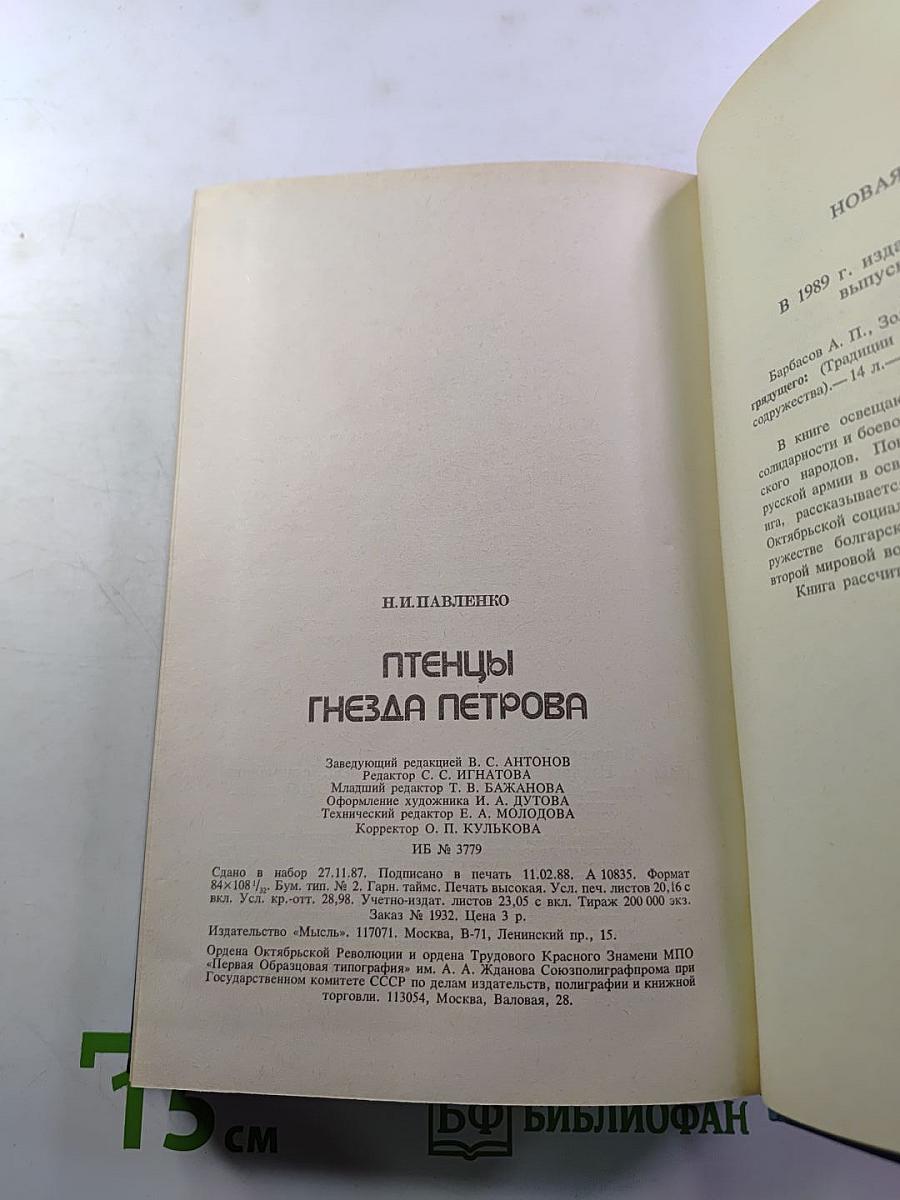 Н.И.ПАВЛЕНКО
ПТЕНЦЫ
ГНЕЗДА ПЕТРОВА
Заведующий редакцией В. С. АНТОНОВ
Редактор С. С. ИГНАТОВА
Младший редактор Т. В. БАЖАНОВА
Оформление художника И. А. ДУТОВА
Технический редактор Е. А. МОЛОДОВА
Корректор О. П. КУЛЬКОВА
ИБ № 3779
Сдано в набор 27.11.87. Подписано в печать 11.02.88. А 10835. Формат
84×108 1/32. Бум. тип. № 2. Гарн. таймс. Печать высокая. Усл. печ. листов 20,16 с
вкл. Усл. кр.-отт. 28,98. Учетно-издат. листов 23,05 с вкл. Тираж 200 000 экз.
Заказ № 1932. Цена 3 р.
Издательство «Мысль». 117071. Москва, В-71, Ленинский пр., 15.
Ордена Октябрьской Революции и ордена Трудового Красного Знамени МПО
«Первая Образцовая типография» им. А. А. Жданова Союзполиграфпрома при
Государственном комитете СССР по делам издательств, полиграфии и книжной
торговли. 113054, Москва, Валовая, 28.
НОВАЯ
В 1989 г. изда
выпуск
Барбасов А. П., Зол
грядущего: (Традиции
содружества).— 14 л.—
В книге освещаю
солидарности и боево
ского народов. Пок
русской армии в осв
ига, рассказываетс
Октябрьской социал
ружестве болгарск
второй мировой во
Книга рассчит
15 см
БФ БИБЛИОФАН